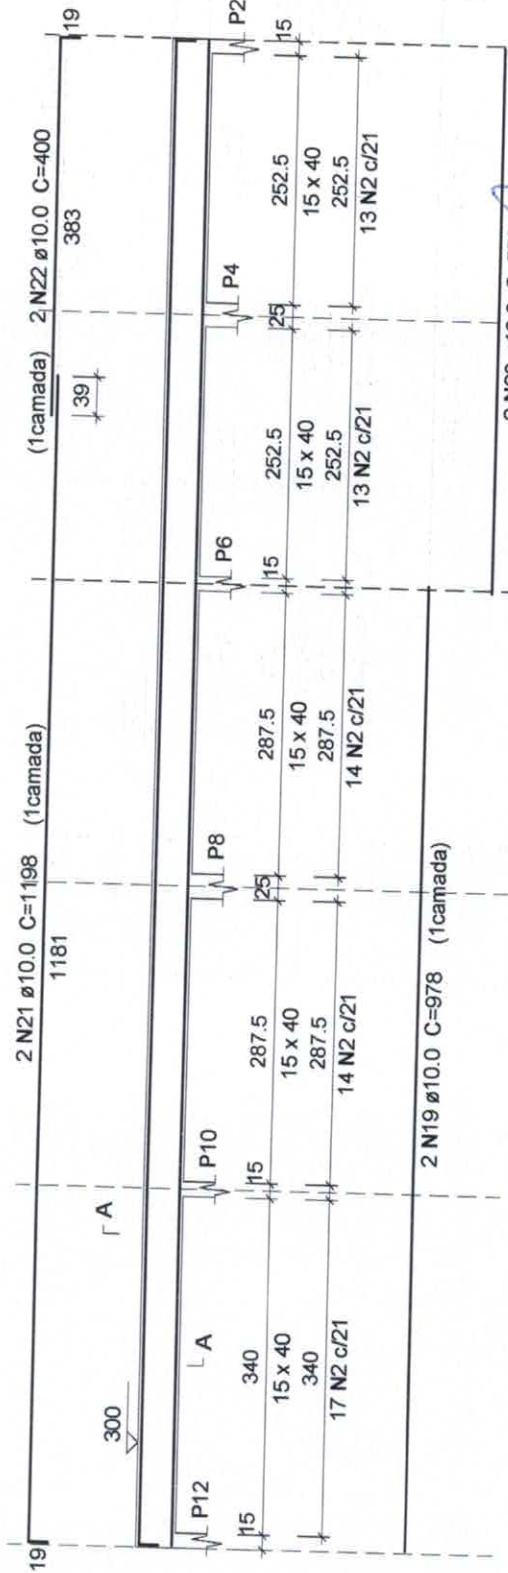 2 N21 ø10.0 C=1198 (1camada)
(1camada) 2 N22 ø10.0 C=400
19
1181
39
383
19
300
A
A
P12
P10
P8
P6
P4
P2
15
340
15
287.5
25
287.5
15
252.5
25
252.5
15
15 x 40
15 x 40
15 x 40
15 x 40
15 x 40
340
287.5
287.5
252.5
252.5
17 N2 c/21
14 N2 c/21
14 N2 c/21
13 N2 c/21
13 N2 c/21
2 N19 ø10.0 C=978 (1camada)